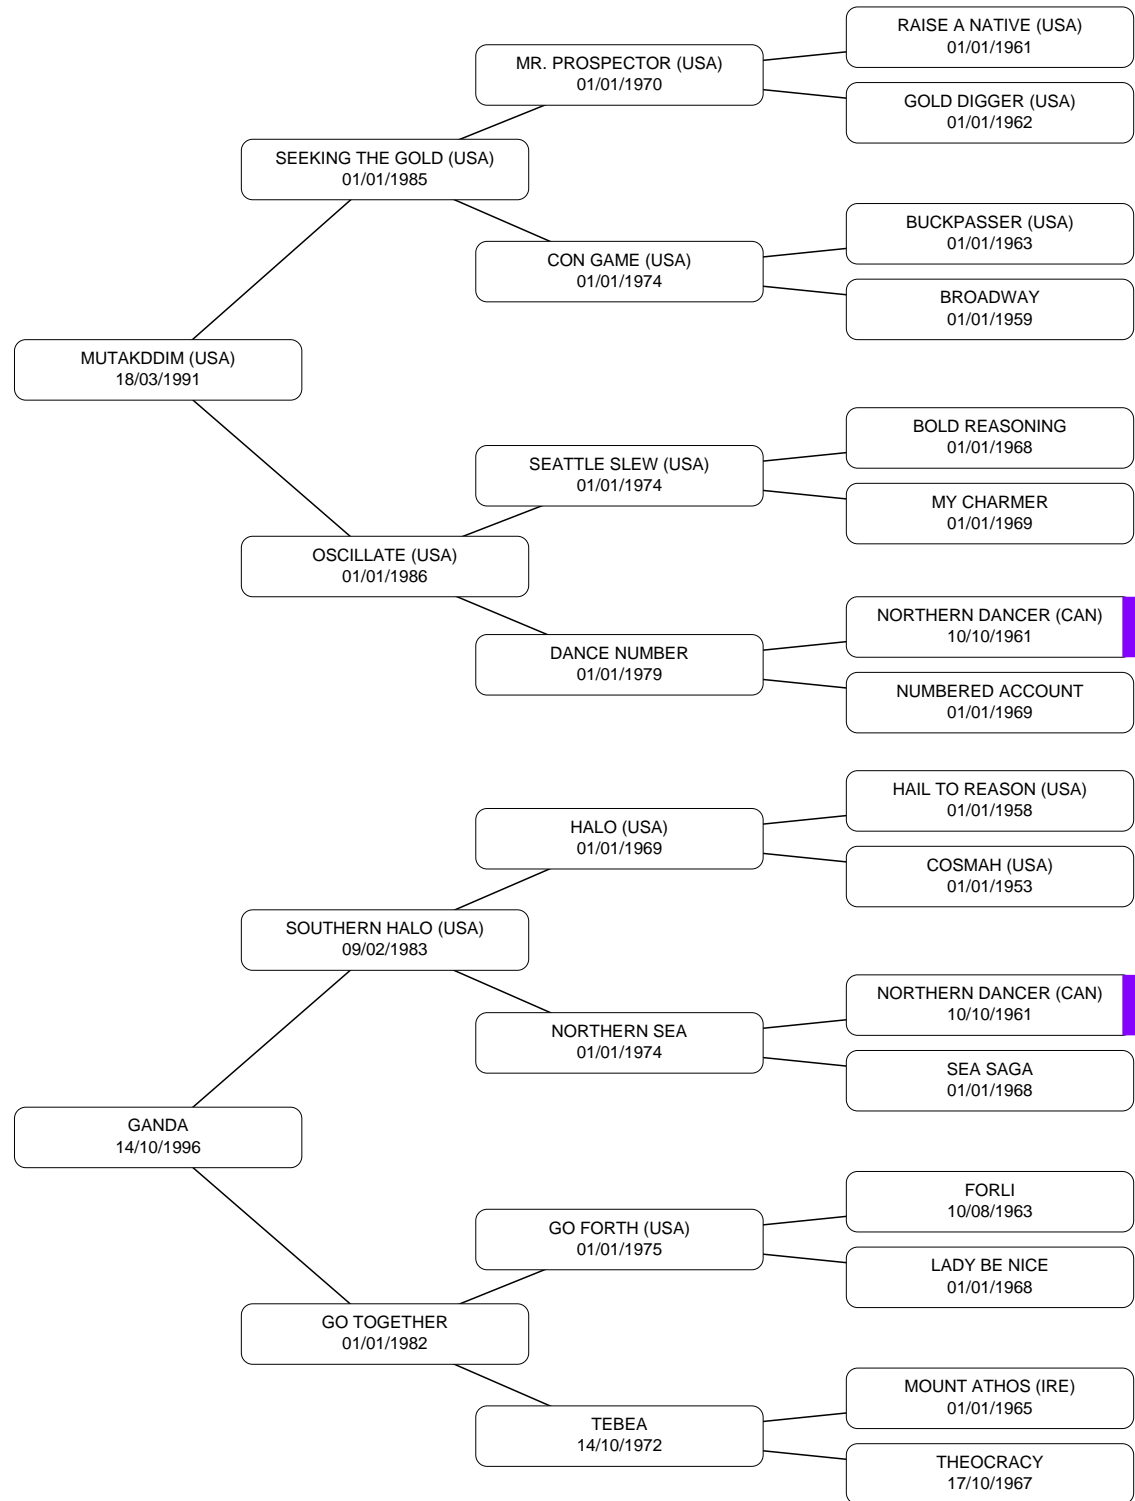 RAISE A NATIVE (USA)
01/01/1961
MR. PROSPECTOR (USA)
01/01/1970
GOLD DIGGER (USA)
01/01/1962
SEEKING THE GOLD (USA)
01/01/1985
BUCKPASSER (USA)
01/01/1963
CON GAME (USA)
01/01/1974
BROADWAY
01/01/1959
MUTAKDDIM (USA)
18/03/1991
BOLD REASONING
01/01/1968
SEATTLE SLEW (USA)
01/01/1974
MY CHARMER
01/01/1969
OSCILLATE (USA)
01/01/1986
NORTHERN DANCER (CAN)
10/10/1961
DANCE NUMBER
01/01/1979
NUMBERED ACCOUNT
01/01/1969
HAIL TO REASON (USA)
01/01/1958
HALO (USA)
01/01/1969
COSMAH (USA)
01/01/1953
SOUTHERN HALO (USA)
09/02/1983
NORTHERN DANCER (CAN)
10/10/1961
NORTHERN SEA
01/01/1974
SEA SAGA
01/01/1968
GANDA
14/10/1996
FORLI
10/08/1963
GO FORTH (USA)
01/01/1975
LADY BE NICE
01/01/1968
GO TOGETHER
01/01/1982
MOUNT ATHOS (IRE)
01/01/1965
TEBEA
14/10/1972
THEOCRACY
17/10/1967